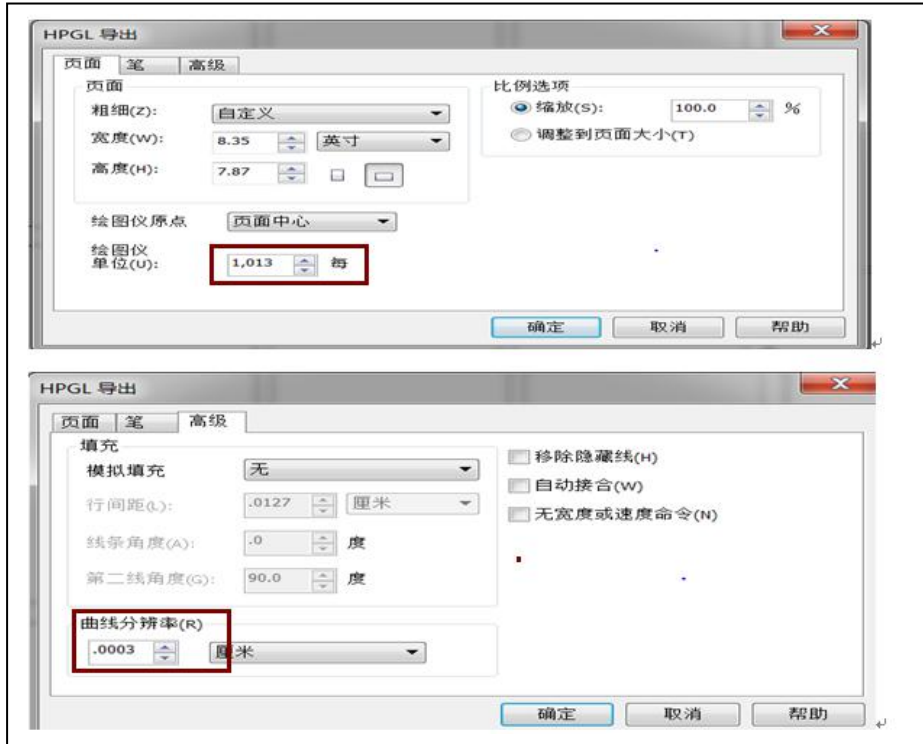 HPGL 导出
页面 笔 高级
页面
粗细(Z): 自定义
宽度(W): 8.35 英寸
高度(H): 7.87
比例选项
缩放(S): 100.0 %
调整到页面大小(T)
绘图仪原点 页面中心
绘图仪
单位(U): 1,013 每
确定 取消 帮助
HPGL 导出
页面 笔 高级
填充
模拟填充 无
行间距(L): .0127 厘米
线条角度(A): .0 度
第二线角度(G): 90.0 度
移除隐藏线(H)
自动接合(W)
无宽度或速度命令(N)
曲线分辨率(R)
.0003 厘米
确定 取消 帮助